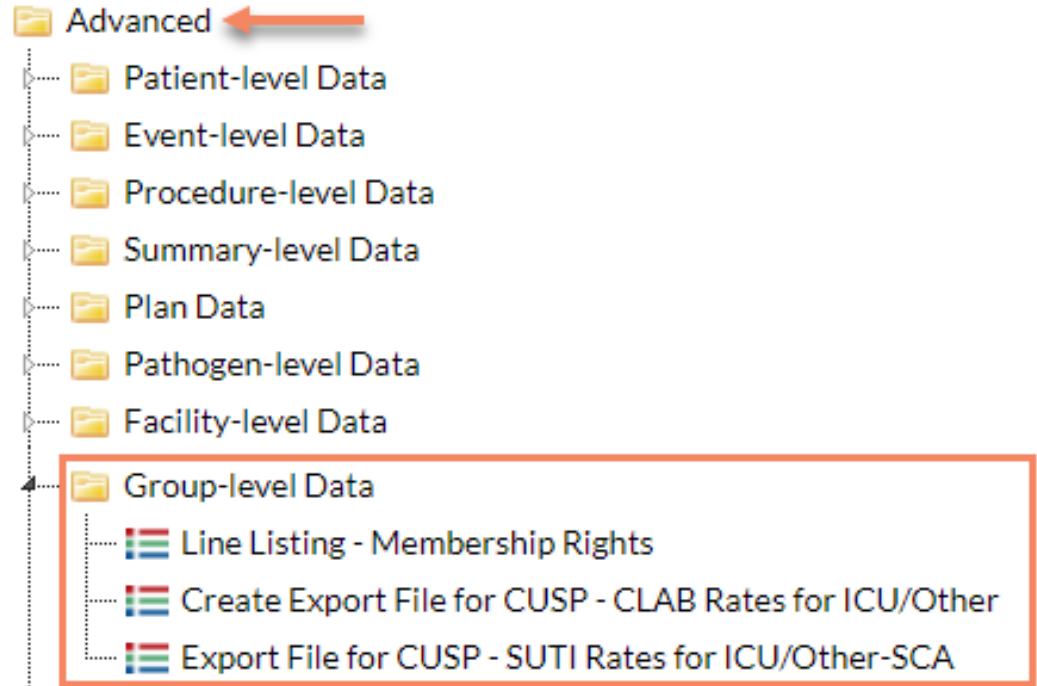 Advanced
Patient-level Data
Event-level Data
Procedure-level Data
Summary-level Data
Plan Data
Pathogen-level Data
Facility-level Data
Group-level Data
Line Listing - Membership Rights
Create Export File for CUSP - CLAB Rates for ICU/Other
Export File for CUSP - SUTI Rates for ICU/Other-SCA